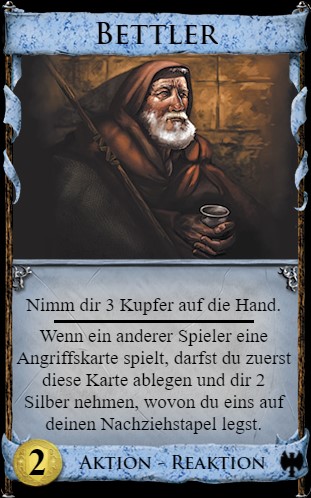 Bettler
Nimm dir 3 Kupfer auf die Hand.
Wenn ein anderer Spieler eine
Angriffskarte spielt, darfst du zuerst
diese Karte ablegen und dir 2
Silber nehmen, wovon du eins auf
deinen Nachziehstapel legst.
2 Aktion - Reaktion